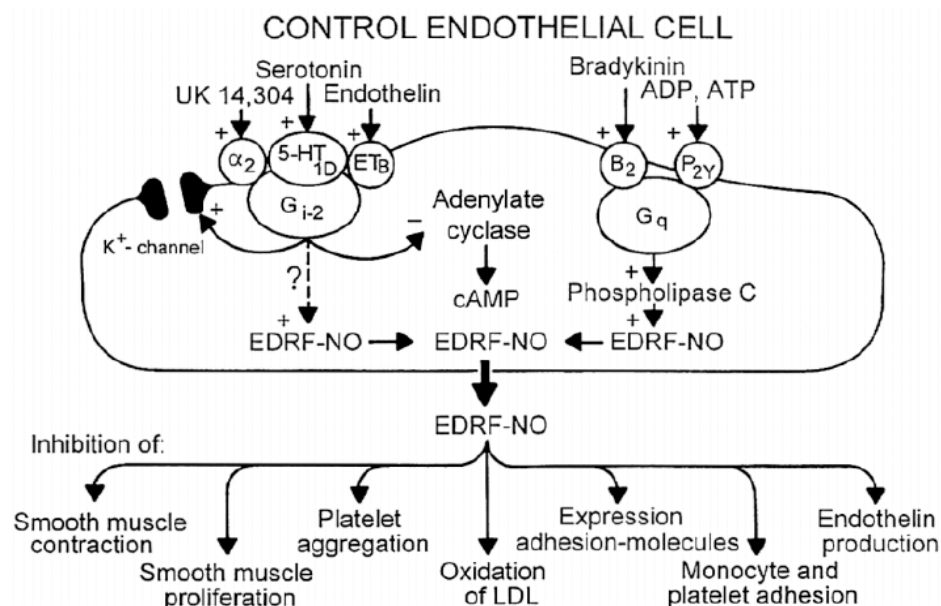 CONTROL ENDOTHELIAL CELL
Serotonin
UK 14,304
Endothelin
Bradykinin
ADP, ATP
+
+
+
+
+
α2
5-HT1D
ETB
B2
P2Y
Gi-2
Gq
+
K+- channel
−
Adenylate
cyclase
cAMP
?
+
EDRF-NO
EDRF-NO
+
Phospholipase C
+
EDRF-NO
EDRF-NO
Inhibition of:
Smooth muscle
contraction
Smooth muscle
proliferation
Platelet
aggregation
Oxidation
of LDL
Expression
adhesion-molecules
Monocyte and
platelet adhesion
Endothelin
production